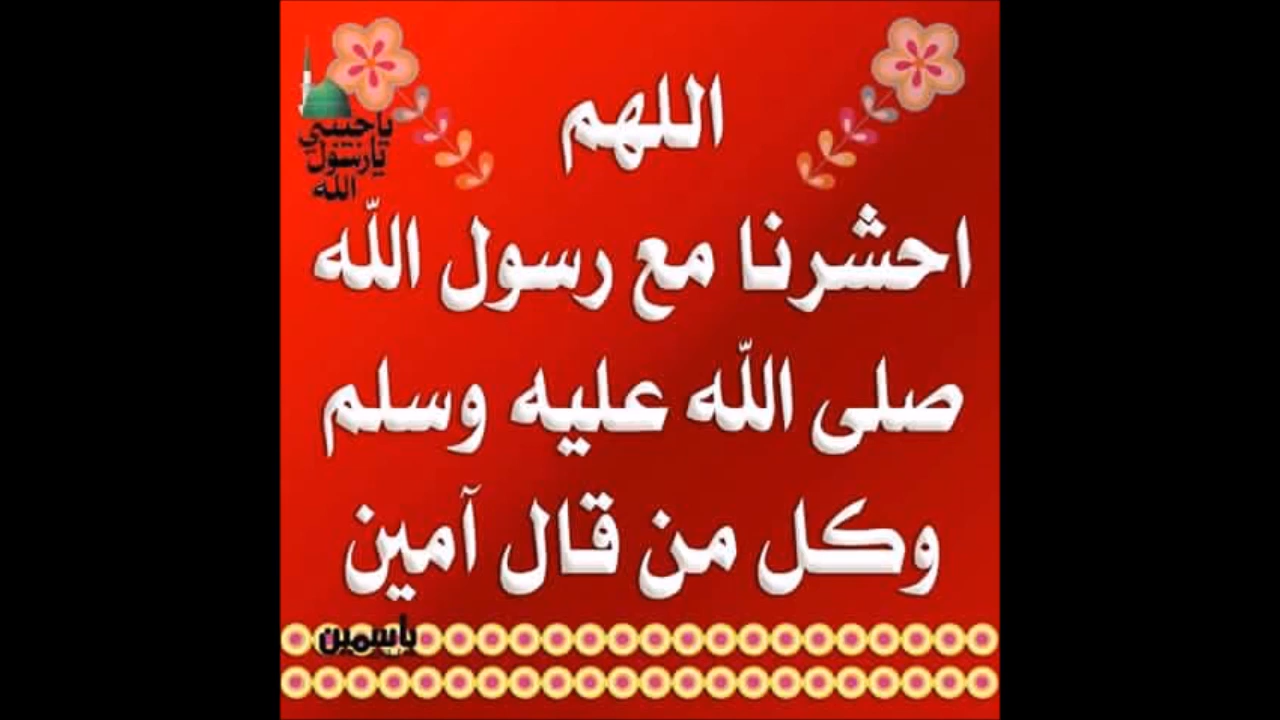 اللهم
احشرنا مع رسول الله
صلى الله عليه وسلم
وكل من قال آمين
ياحبيبي
يارسول
الله
ياسمين